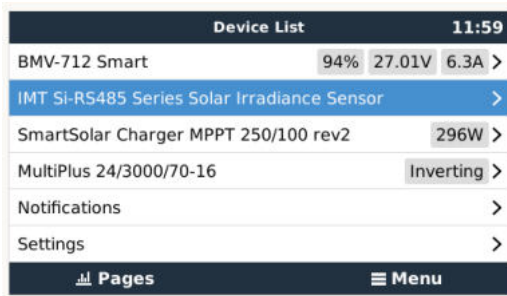 Device List 11:59
BMV-712 Smart 94% 27.01V 6.3A
IMT Si-RS485 Series Solar Irradiance Sensor
SmartSolar Charger MPPT 250/100 rev2 296W
MultiPlus 24/3000/70-16 Inverting
Notifications
Settings
Pages Menu